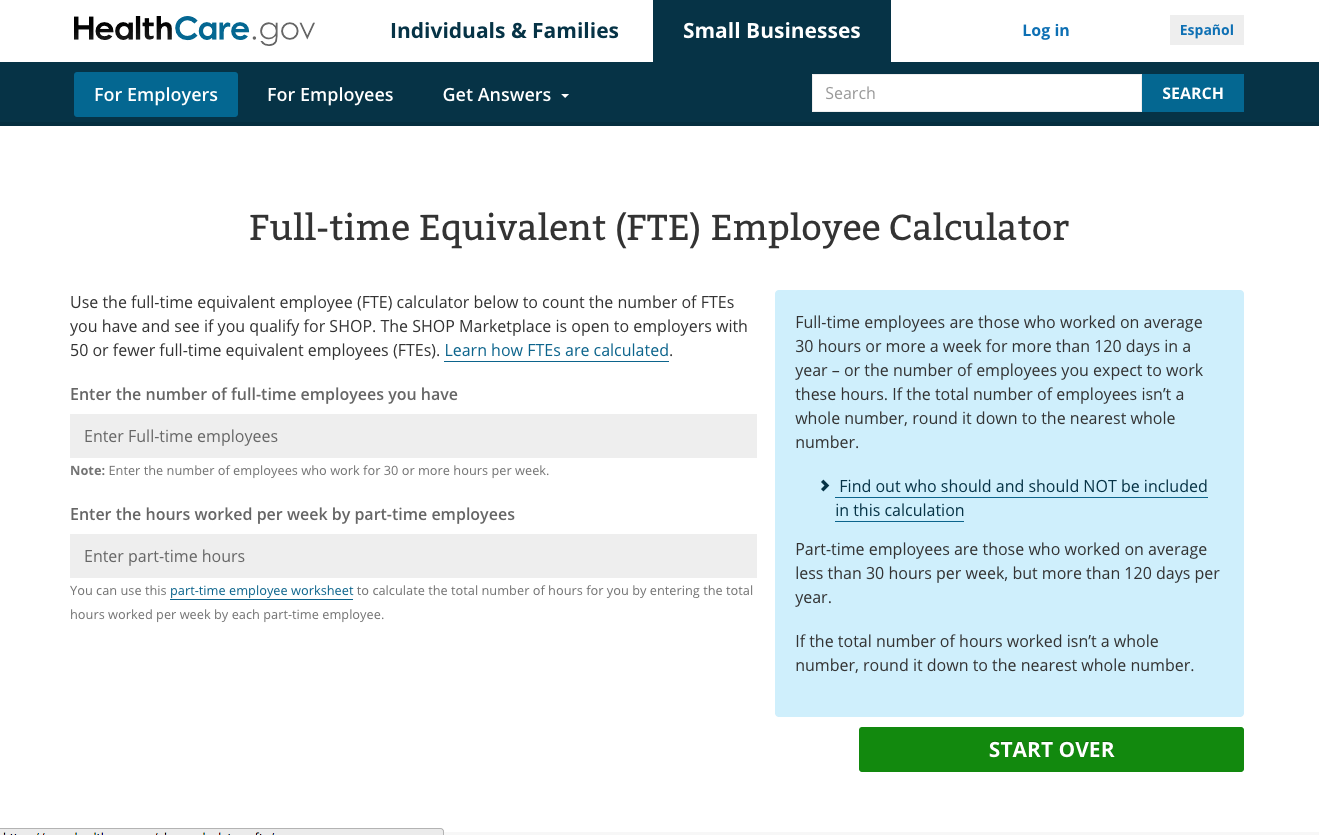 HealthCare.gov
Individuals & Families
Small Businesses
Log in
Español
For Employers
For Employees
Get Answers
Search
SEARCH
Full-time Equivalent (FTE) Employee Calculator
Use the full-time equivalent employee (FTE) calculator below to count the number of FTEs
you have and see if you qualify for SHOP. The SHOP Marketplace is open to employers with
50 or fewer full-time equivalent employees (FTEs). Learn how FTEs are calculated.
Enter the number of full-time employees you have
Enter Full-time employees
Note: Enter the number of employees who work for 30 or more hours per week.
Enter the hours worked per week by part-time employees
Enter part-time hours
You can use this part-time employee worksheet to calculate the total number of hours for you by entering the total
hours worked per week by each part-time employee.
Full-time employees are those who worked on average
30 hours or more a week for more than 120 days in a
year – or the number of employees you expect to work
these hours. If the total number of employees isn’t a
whole number, round it down to the nearest whole
number.
Find out who should and should NOT be included
in this calculation
Part-time employees are those who worked on average
less than 30 hours per week, but more than 120 days per
year.
If the total number of hours worked isn’t a whole
number, round it down to the nearest whole number.
START OVER